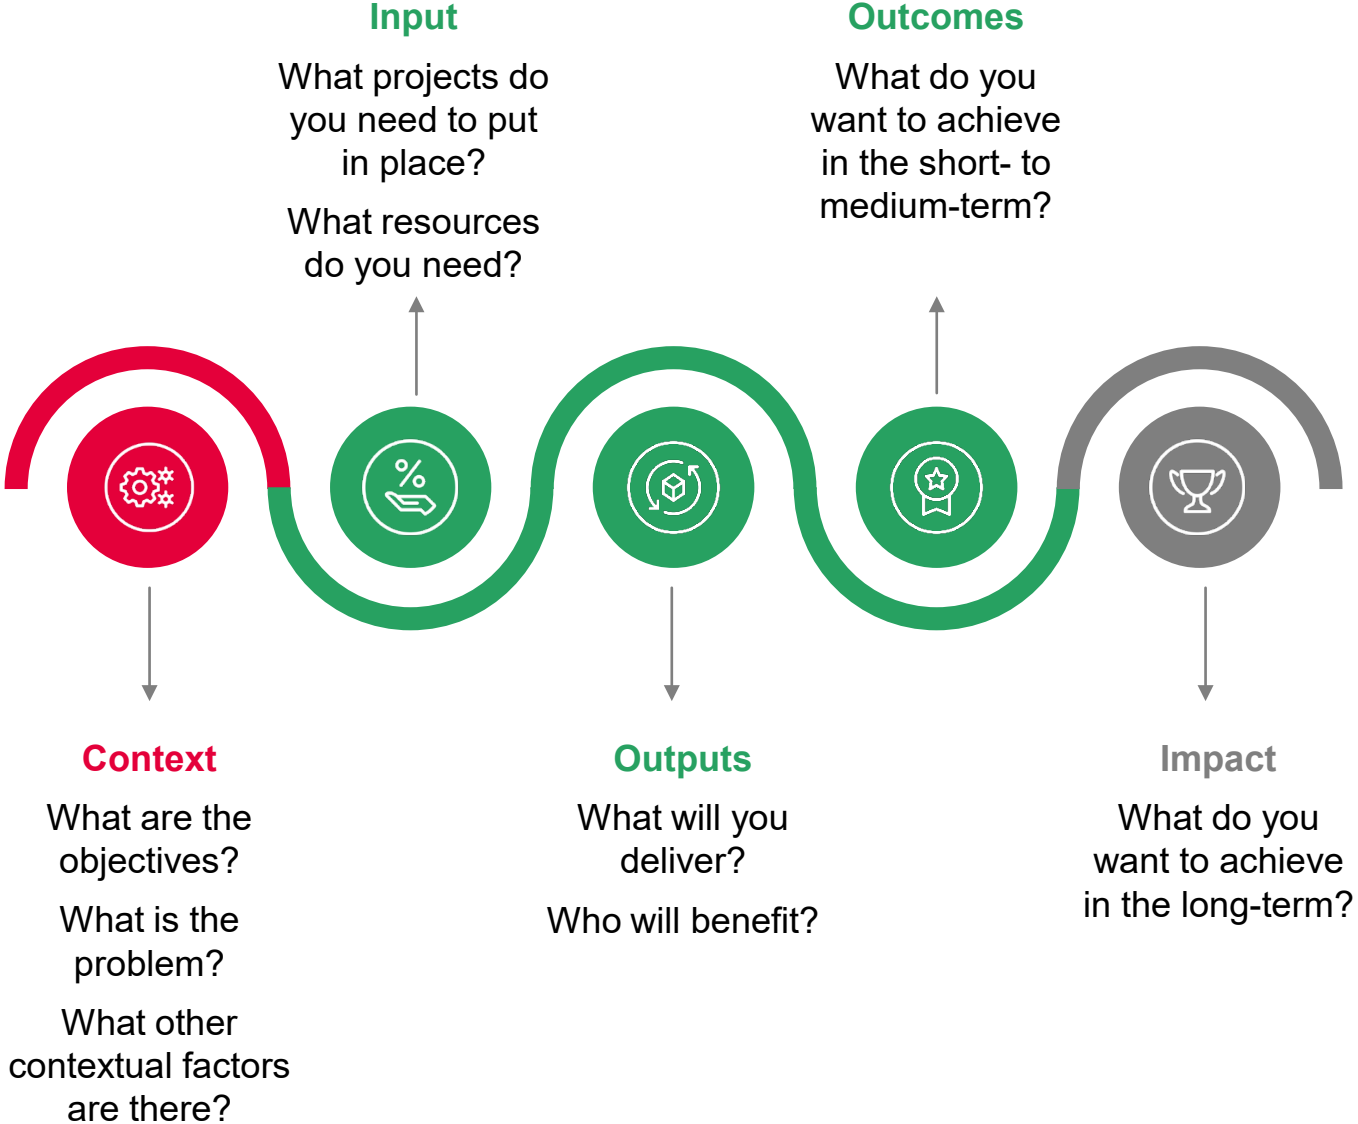 Input
What projects do
you need to put
in place?
What resources
do you need?
Outcomes
What do you
want to achieve
in the short- to
medium-term?
%
Context
What are the
objectives?
What is the
problem?
What other
contextual factors
are there?
Outputs
What will you
deliver?
Who will benefit?
Impact
What do you
want to achieve
in the long-term?